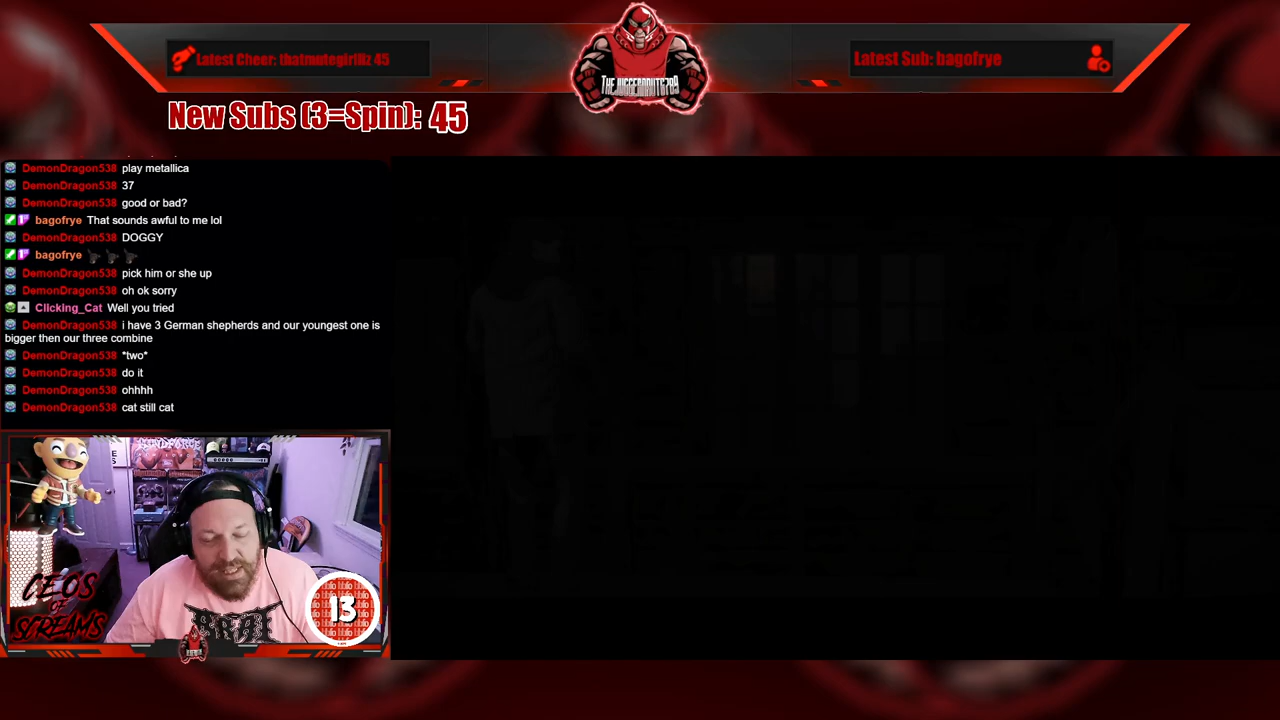 Latest Cheer: thatmutegirlliz 45
THEJUGGERNAUT6789
Latest Sub: bagofrye
New Subs (3=Spin): 45
DemonDragon538 play metallica
DemonDragon538 37
DemonDragon538 good or bad?
bagofrye That sounds awful to me lol
DemonDragon538 DOGGY
bagofrye
DemonDragon538 pick him or she up
DemonDragon538 oh ok sorry
Clicking_Cat Well you tried
DemonDragon538 i have 3 German shepherds and our youngest one is
bigger then our three combine
DemonDragon538 *two*
DemonDragon538 do it
DemonDragon538 ohhhh
DemonDragon538 cat still cat
CEOS
OF
STREAMS
13